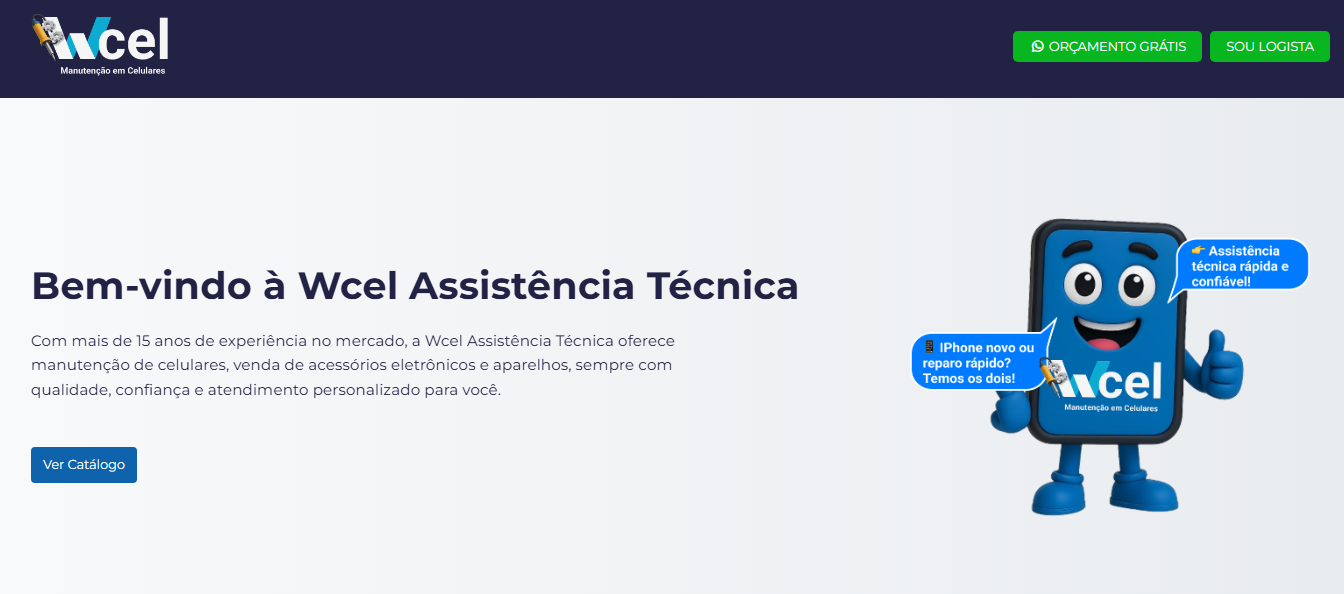 Wcel
Manutenção em Celulares
ORÇAMENTO GRÁTIS
SOU LOGISTA
Bem-vindo à Wcel Assistência Técnica
Com mais de 15 anos de experiência no mercado, a Wcel Assistência Técnica oferece
manutenção de celulares, venda de acessórios eletrônicos e aparelhos, sempre com
qualidade, confiança e atendimento personalizado para você.
Ver Catálogo
👉 Assistência
técnica rápida e
confiável!
📱 IPhone novo ou
reparo rápido?
Temos os dois!
Wcel
Manutenção em Celulares